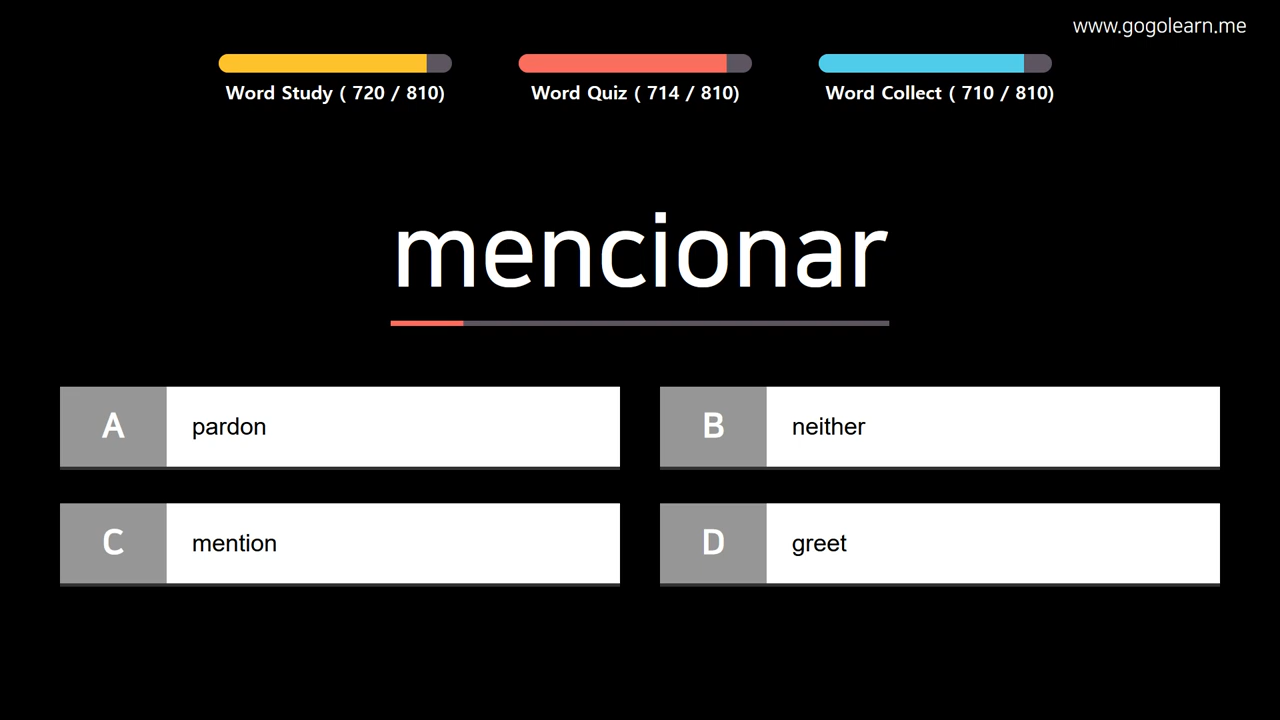 www.gogolearn.me
Word Study ( 720 / 810)
Word Quiz ( 714 / 810)
Word Collect ( 710 / 810)
mencionar
A pardon
B neither
C mention
D greet